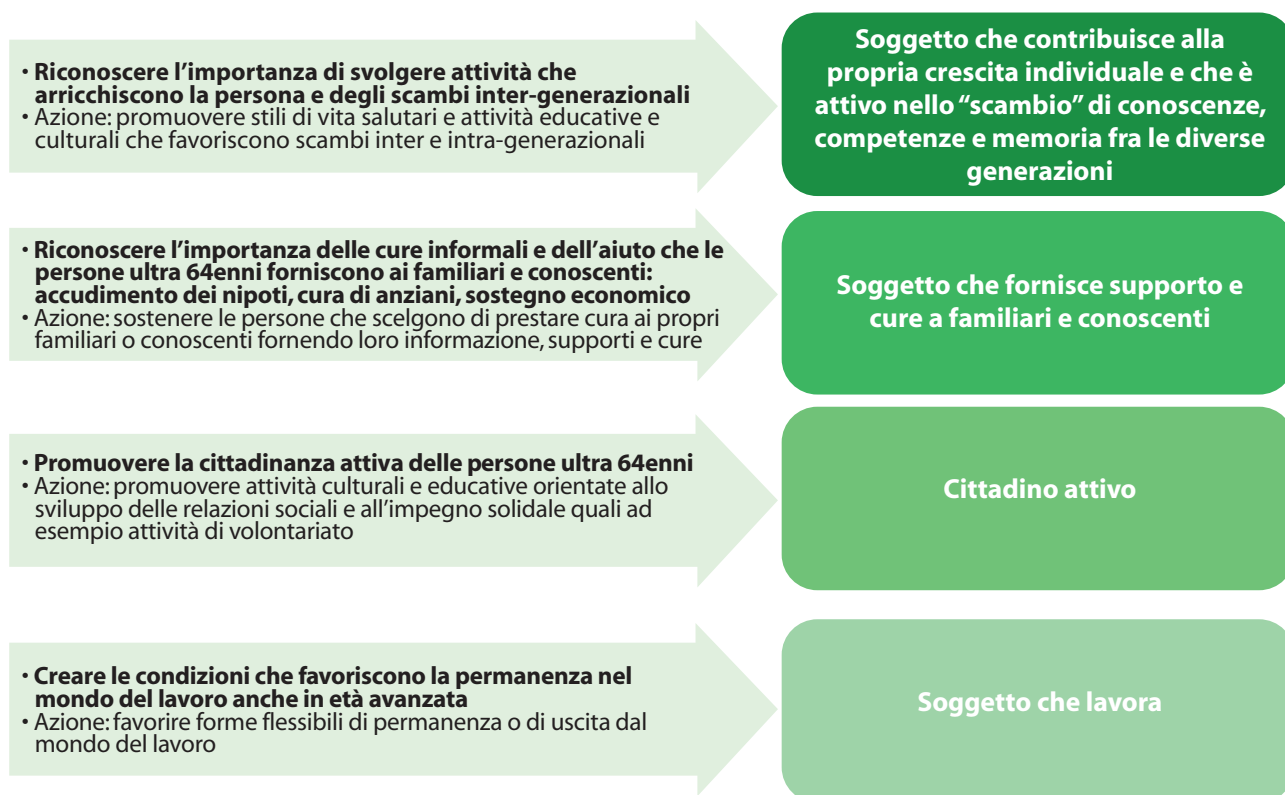 • Riconoscere l’importanza di svolgere attività che
arricchiscono la persona e degli scambi inter-generazionali
• Azione: promuovere stili di vita salutari e attività educative e
culturali che favoriscono scambi inter e intra-generazionali
Soggetto che contribuisce alla
propria crescita individuale e che è
attivo nello “scambio” di conoscenze,
competenze e memoria fra le diverse
generazioni
• Riconoscere l’importanza delle cure informali e dell’aiuto che le
persone ultra 64enni forniscono ai familiari e conoscenti:
accudimento dei nipoti, cura di anziani, sostegno economico
• Azione: sostenere le persone che scelgono di prestare cura ai propri
familiari o conoscenti fornendo loro informazione, supporti e cure
Soggetto che fornisce supporto e
cure a familiari e conoscenti
• Promuovere la cittadinanza attiva delle persone ultra 64enni
• Azione: promuovere attività culturali e educative orientate allo
sviluppo delle relazioni sociali e all’impegno solidale quali ad
esempio attività di volontariato
Cittadino attivo
• Creare le condizioni che favoriscono la permanenza nel
mondo del lavoro anche in età avanzata
• Azione: favorire forme flessibili di permanenza o di uscita dal
mondo del lavoro
Soggetto che lavora